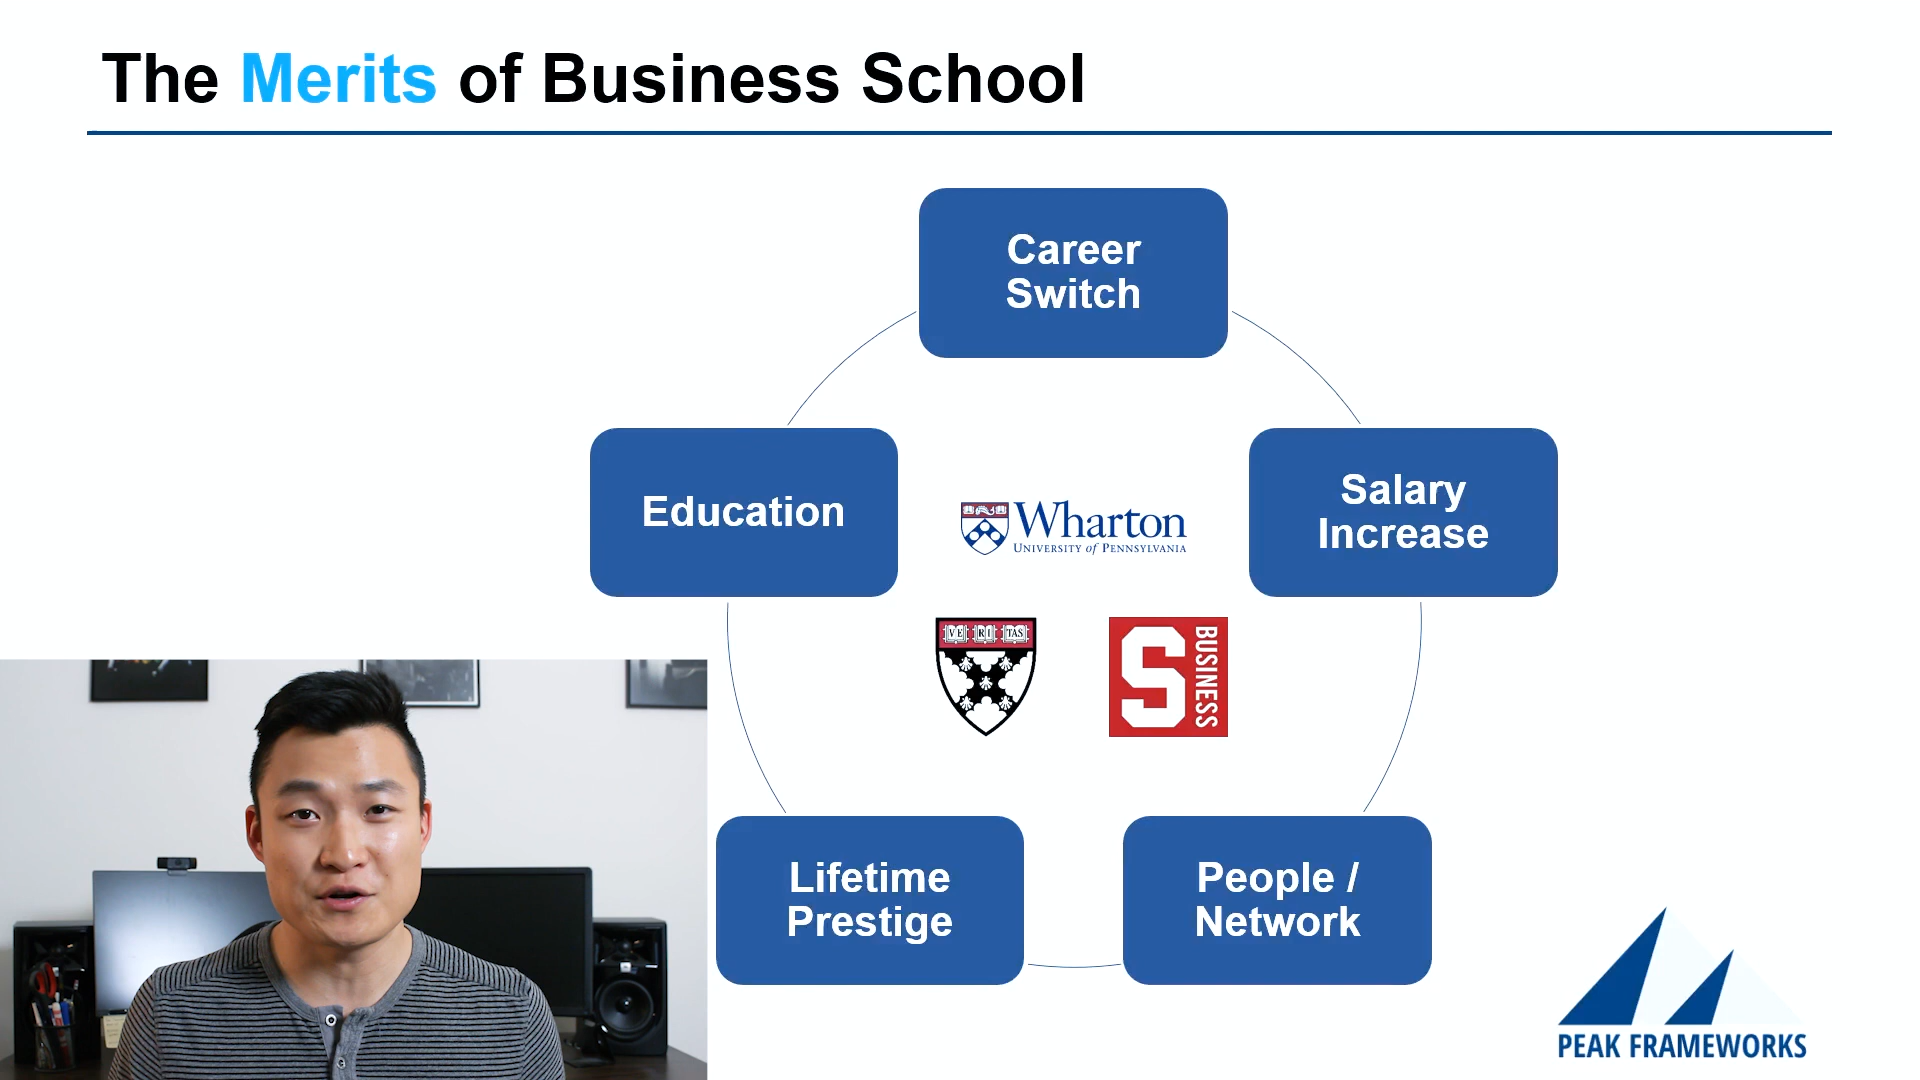 The Merits of Business School
Career
Switch
Education
Salary
Increase
Wharton
UNIVERSITY of PENNSYLVANIA
VE RI TAS
S BUSINESS
Lifetime
Prestige
People /
Network
PEAK FRAMEWORKS